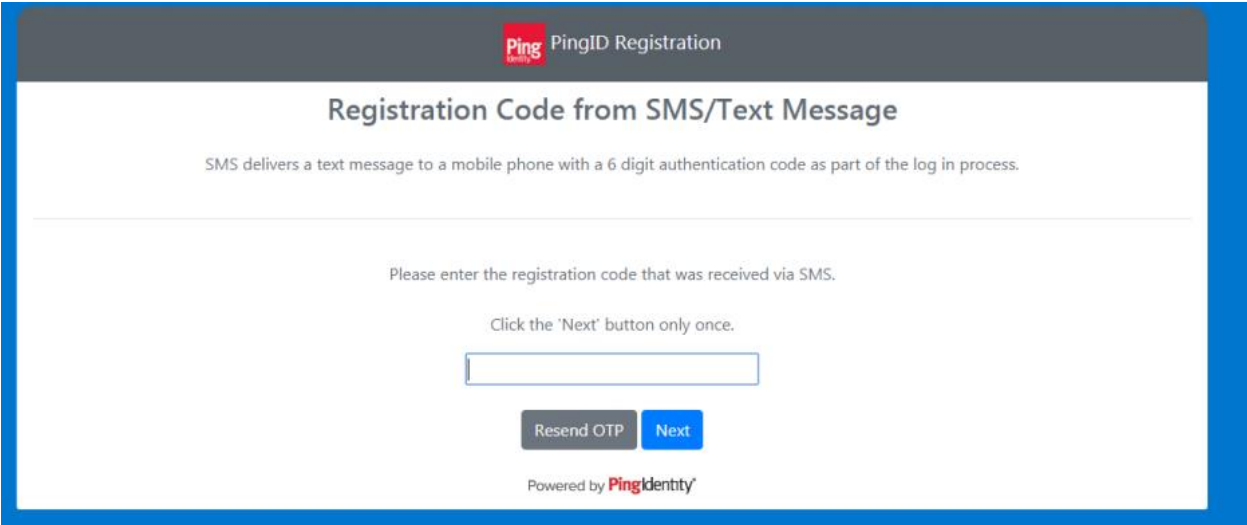 Ping
Identity
PingID Registration
Registration Code from SMS/Text Message
SMS delivers a text message to a mobile phone with a 6 digit authentication code as part of the log in process.
Please enter the registration code that was received via SMS.
Click the 'Next' button only once.
Resend OTP Next
Powered by PingIdentity